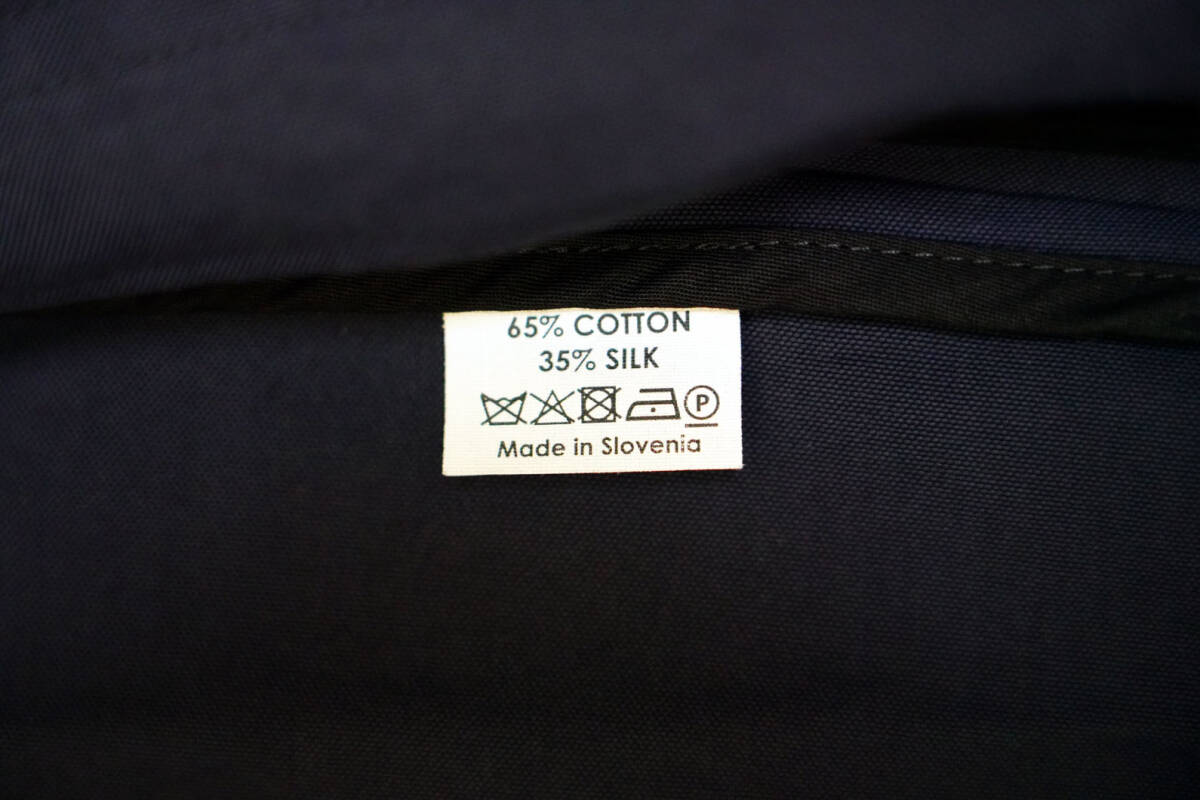 65% COTTON
35% SILK
P
Made in Slovenia